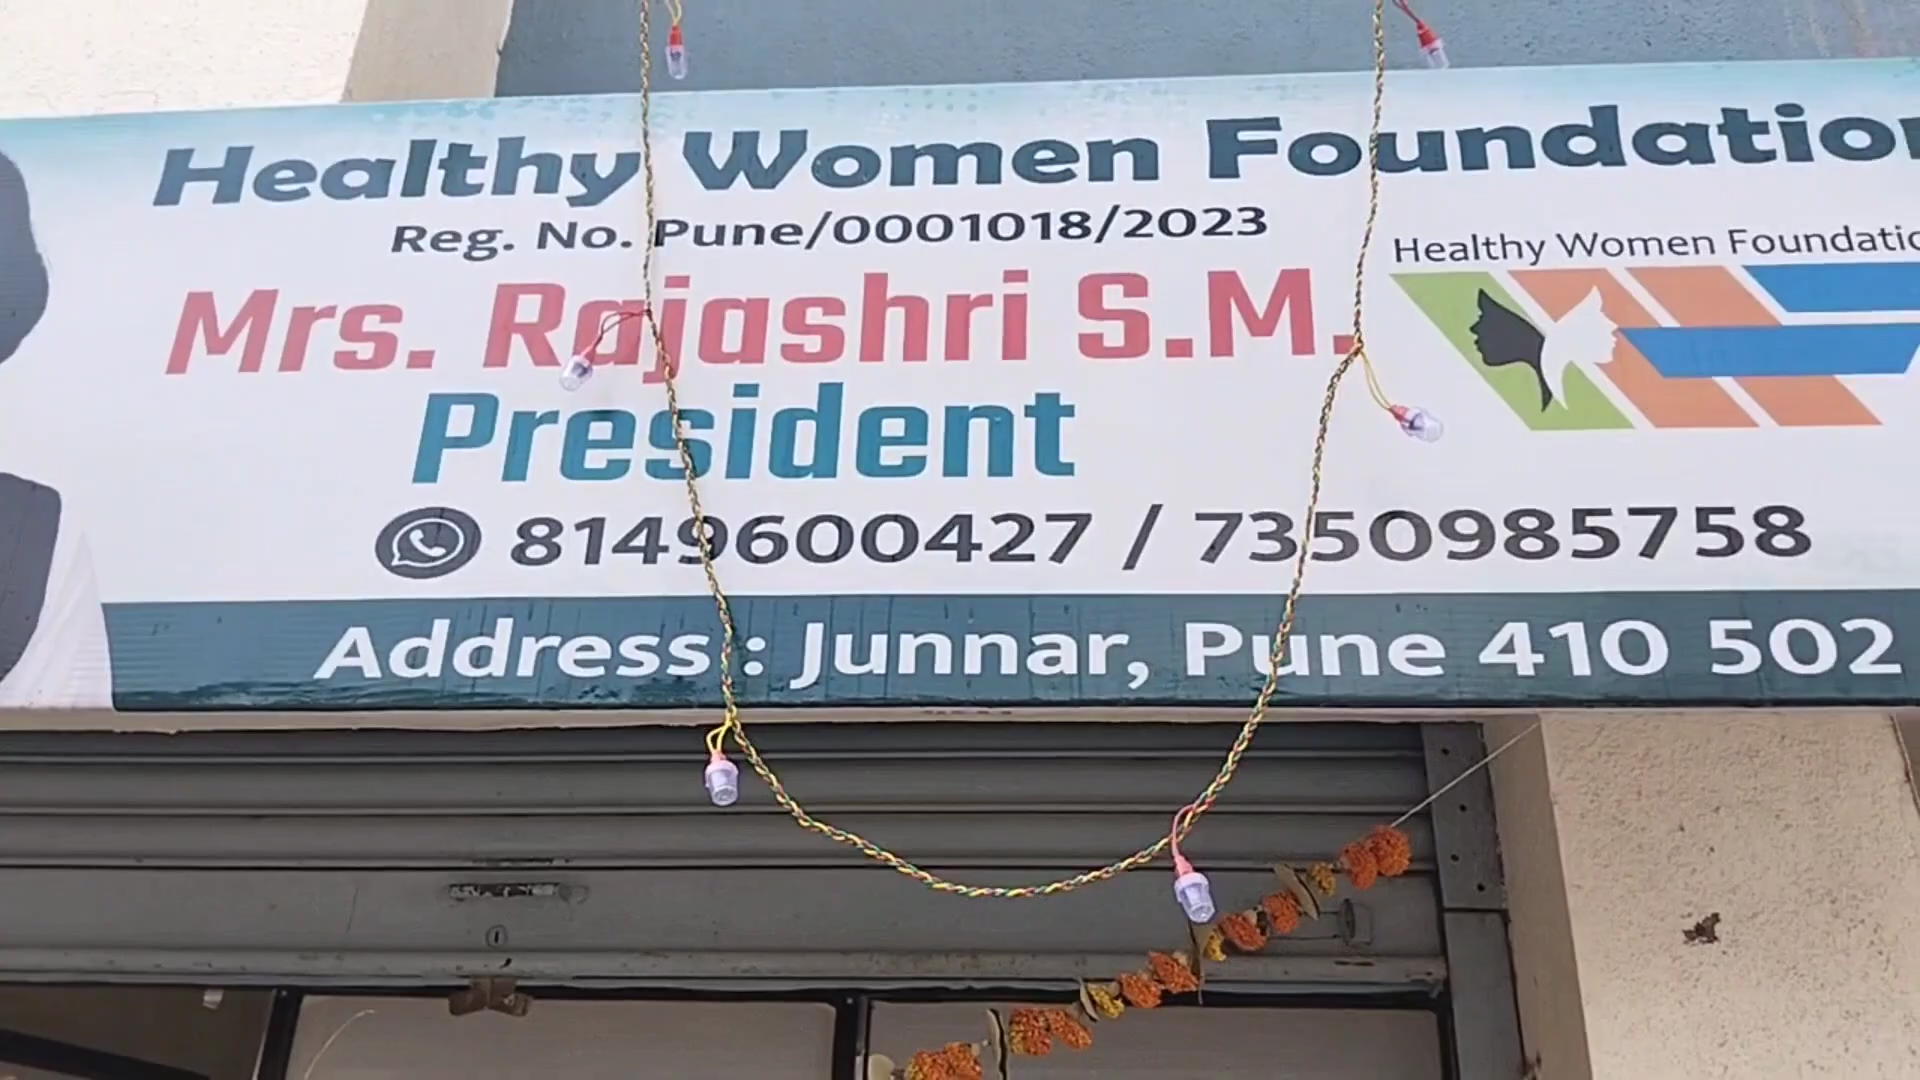 Healthy Women Foundation
Reg. No. Pune/0001018/2023
Healthy Women Foundatio
Mrs. Rajashri S.M.
President
8149600427 / 7350985758
Address : Junnar, Pune 410 502